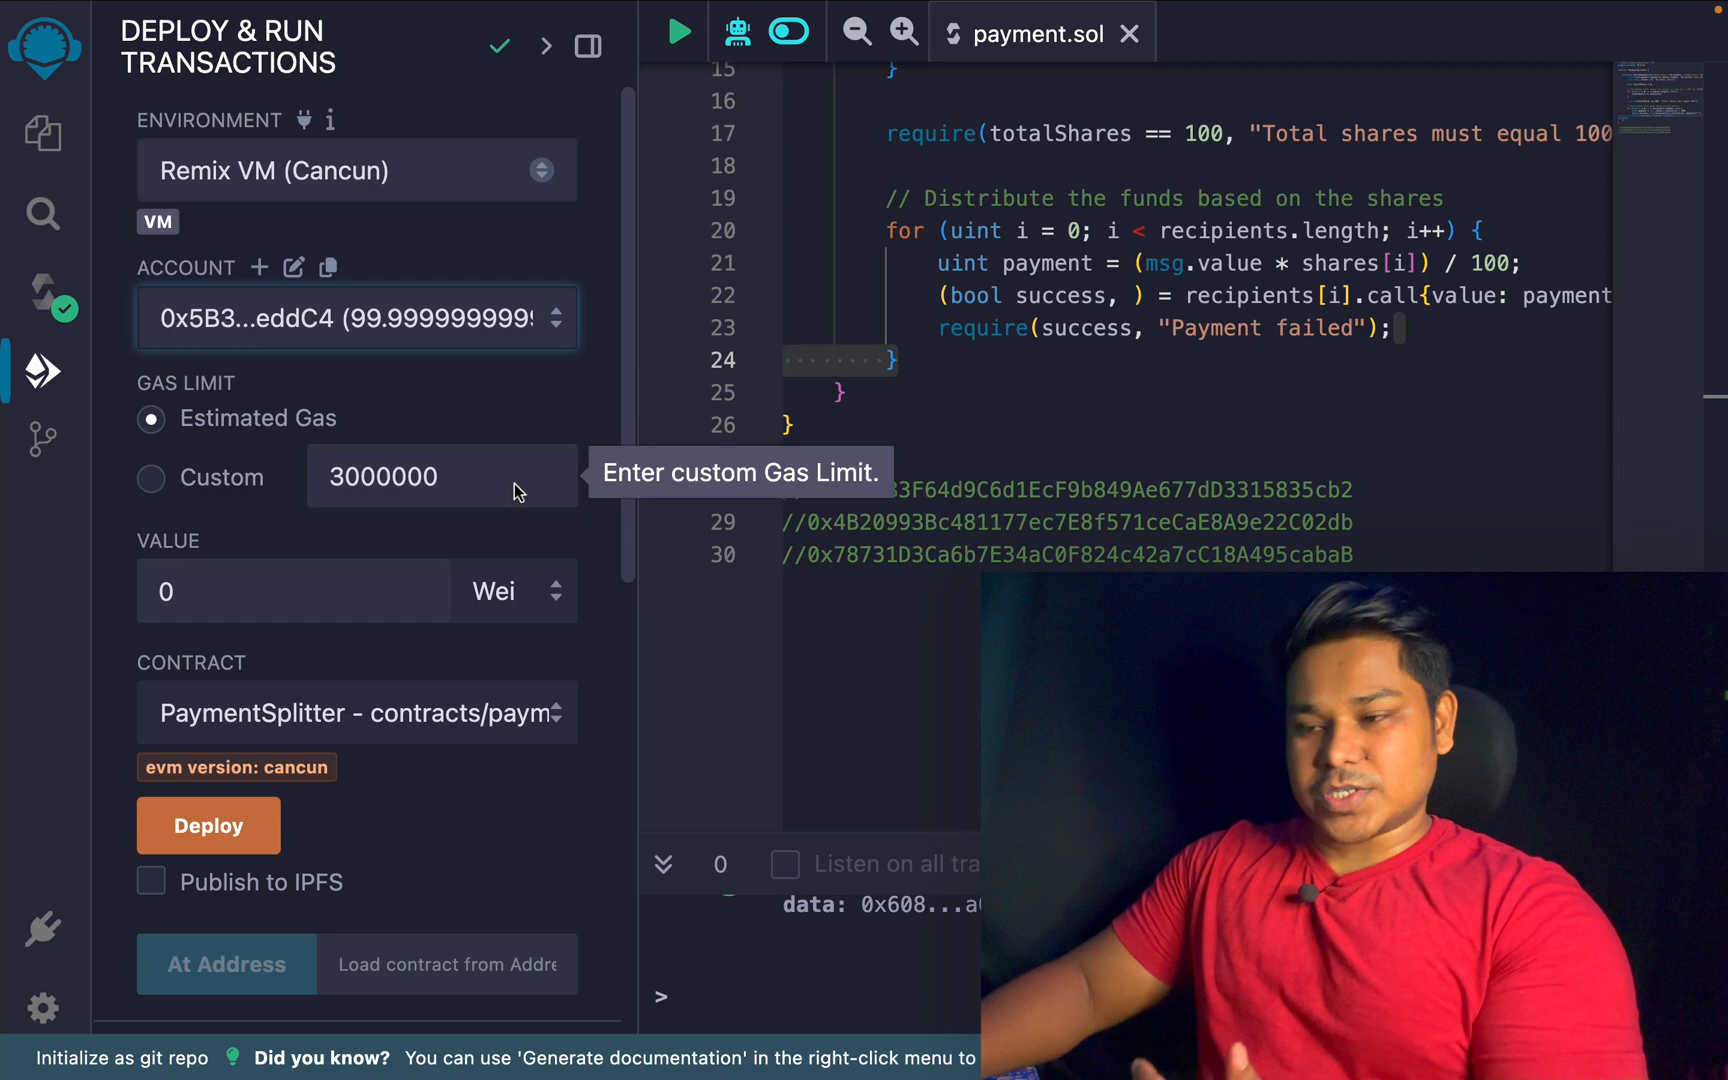 DEPLOY & RUN
TRANSACTIONS
ENVIRONMENT
Remix VM (Cancun)
VM
ACCOUNT
0x5B3...eddC4 (99.9999999999
GAS LIMIT
Estimated Gas
Custom
3000000
Enter custom Gas Limit.
VALUE
0
Wei
CONTRACT
PaymentSplitter - contracts/paym
evm version: cancun
Deploy
Publish to IPFS
At Address
Load contract from Addre
payment.sol
15 }
16
17 require(totalShares == 100, "Total shares must equal 100
18
19 // Distribute the funds based on the shares
20 for (uint i = 0; i < recipients.length; i++) {
21 uint payment = (msg.value * shares[i]) / 100;
22 (bool success, ) = recipients[i].call{value: payment
23 require(success, "Payment failed");
24 }
25 }
26 }
3F64d9C6d1EcF9b849Ae677dD3315835cb2
29 //0x4B20993Bc481177ec7E8f571ceCaE8A9e22C02db
30 //0x78731D3Ca6b7E34aC0F824c42a7cC18A495cabaB
0
Listen on all tra
data: 0x608...a
>
Initialize as git repo
Did you know? You can use 'Generate documentation' in the right-click menu to